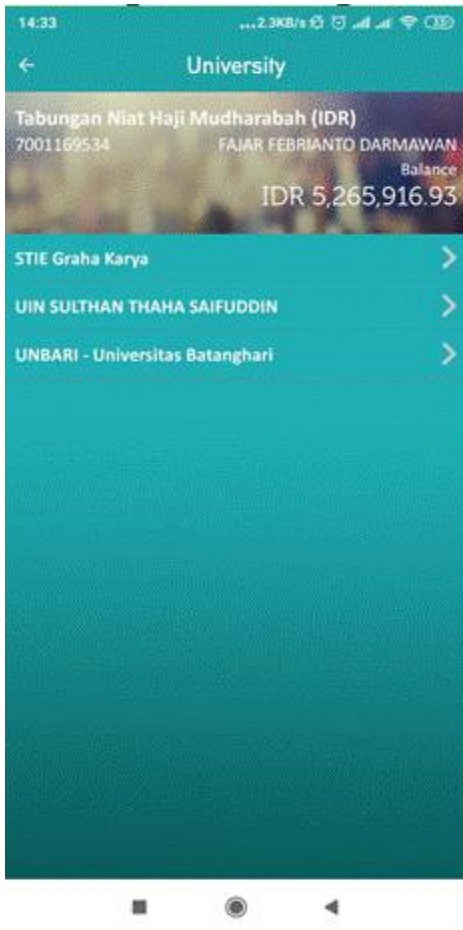 14:33 ...2.3KB/s
University
Tabungan Niat Haji Mudharabah (IDR)
7001169534 FAJAR FEBRIANTO DARMAWAN
Balance
IDR 5,265,916.93
STIE Graha Karya
UIN SULTHAN THAHA SAIFUDDIN
UNBARI - Universitas Batanghari